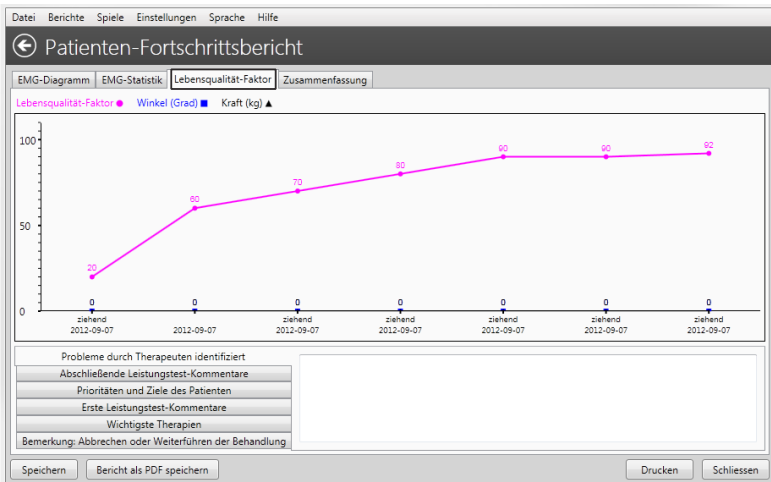 Datei Berichte Spiele Einstellungen Sprache Hilfe
Patienten-Fortschrittsbericht
EMG-Diagramm EMG-Statistik Lebensqualität-Faktor Zusammenfassung
Lebensqualität-Faktor Winkel (Grad) Kraft (kg)
100
50
0
20 60 70 80 90 90 92
0 0 0 0 0 0 0
ziehend ziehend ziehend ziehend ziehend ziehend
2012-09-07 2012-09-07 2012-09-07 2012-09-07 2012-09-07 2012-09-07 2012-09-07
Probleme durch Therapeuten identifiziert
Abschließende Leistungstest-Kommentare
Prioritäten und Ziele des Patienten
Erste Leistungstest-Kommentare
Wichtigste Therapien
Bemerkung: Abbrechen oder Weiterführen der Behandlung
Speichern Bericht als PDF speichern Drucken Schliessen